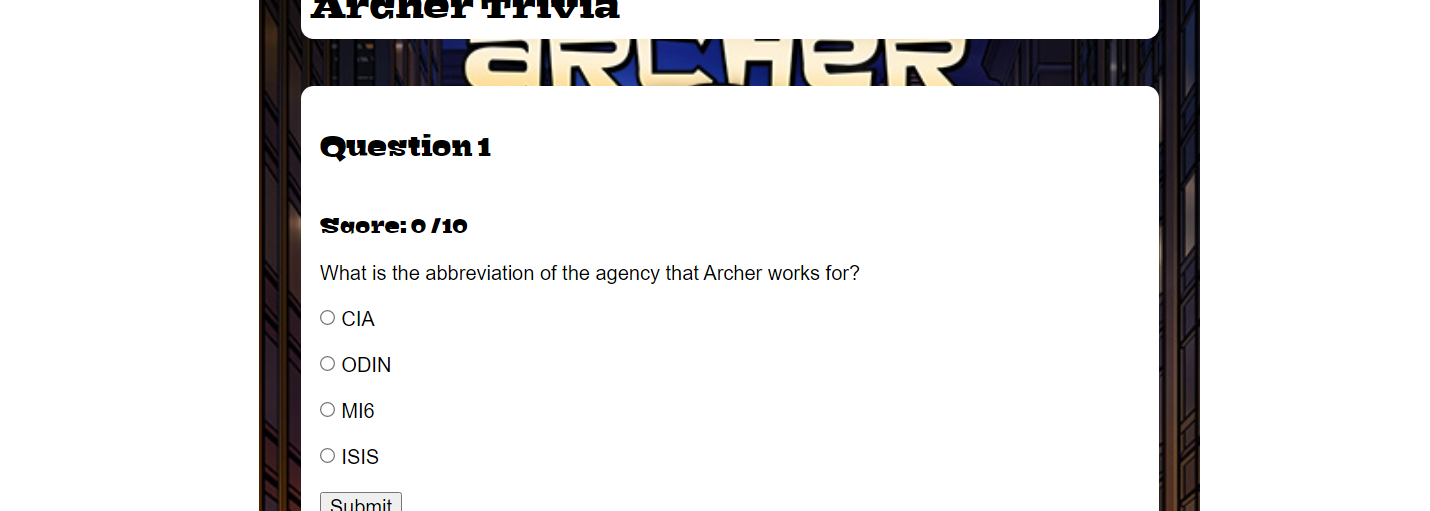 Archer Trivia
ARCHER
Question 1
Score: 0 /10
What is the abbreviation of the agency that Archer works for?
CIA
ODIN
MI6
ISIS
Submit